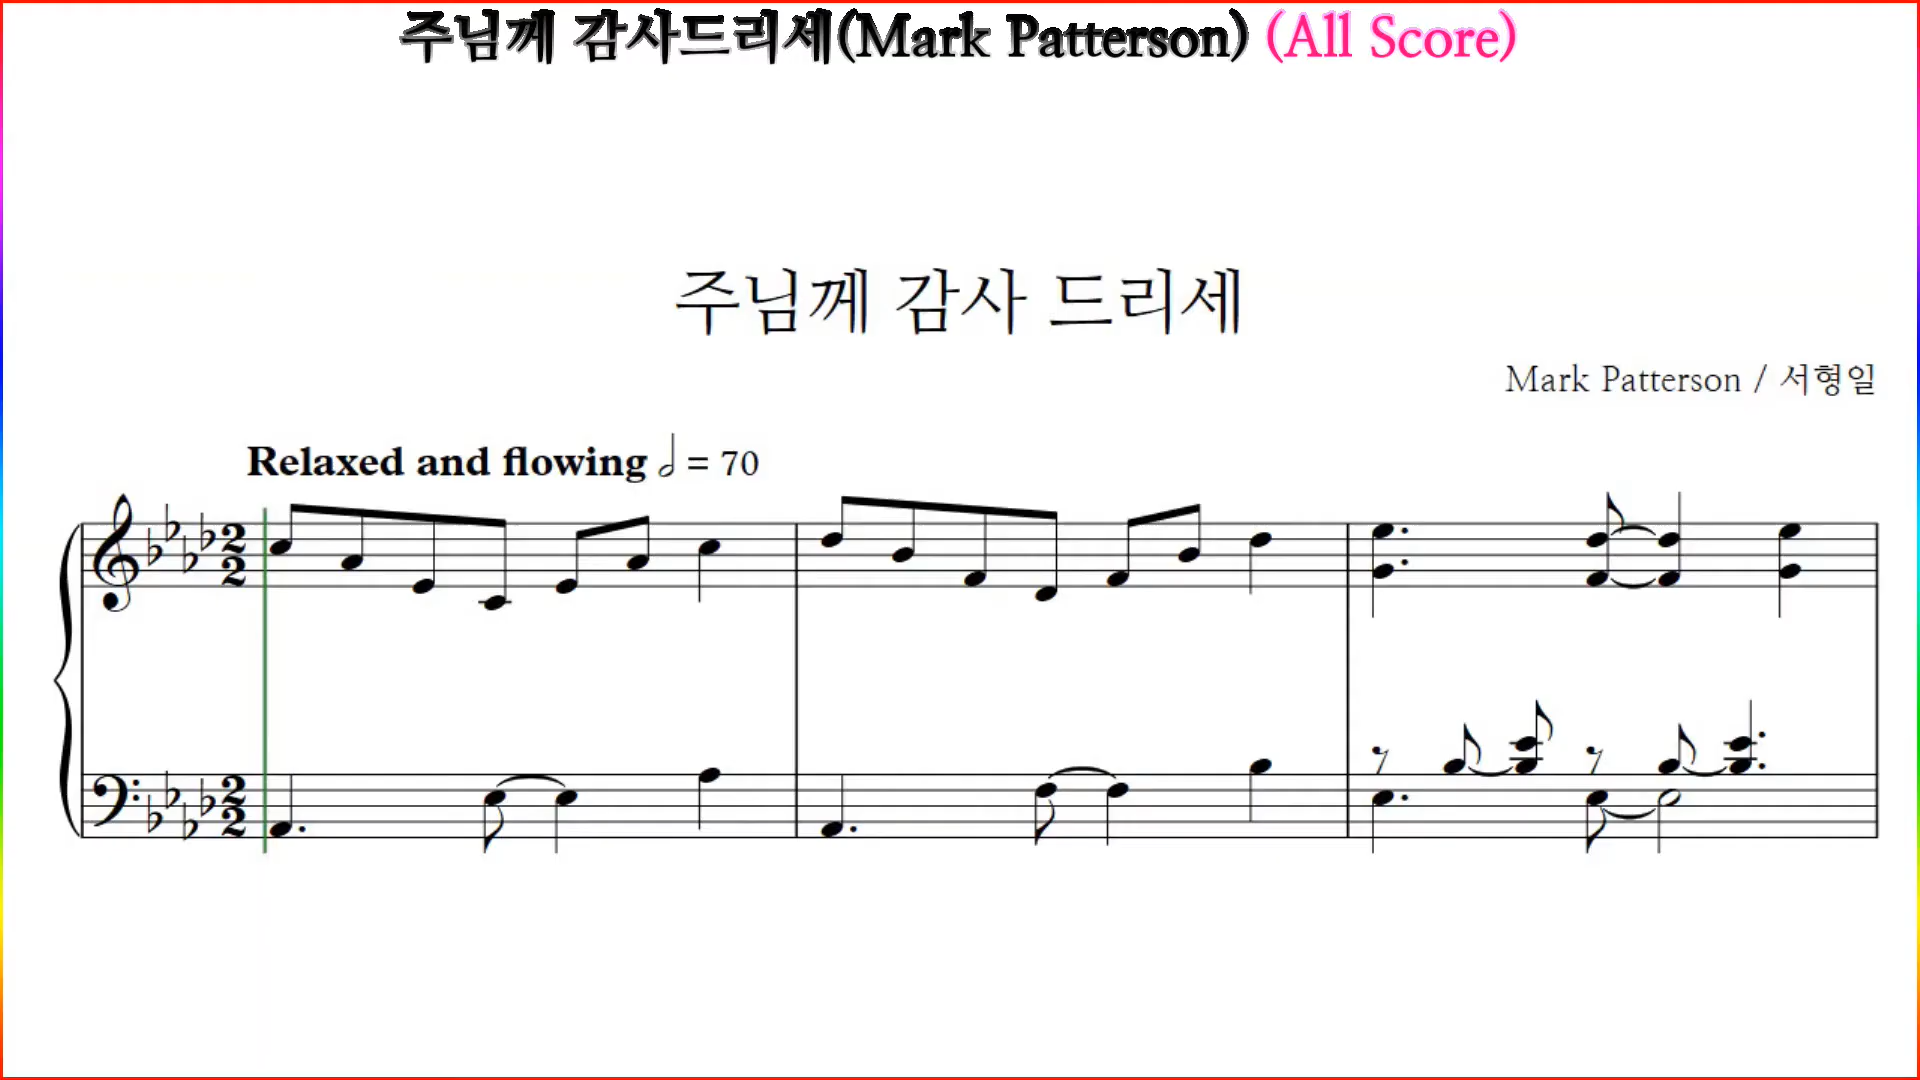 주님께 감사드리세(Mark Patterson) (All Score)
주님께 감사 드리세
Mark Patterson / 서형일
Relaxed and flowing 𝅗𝅥 = 70